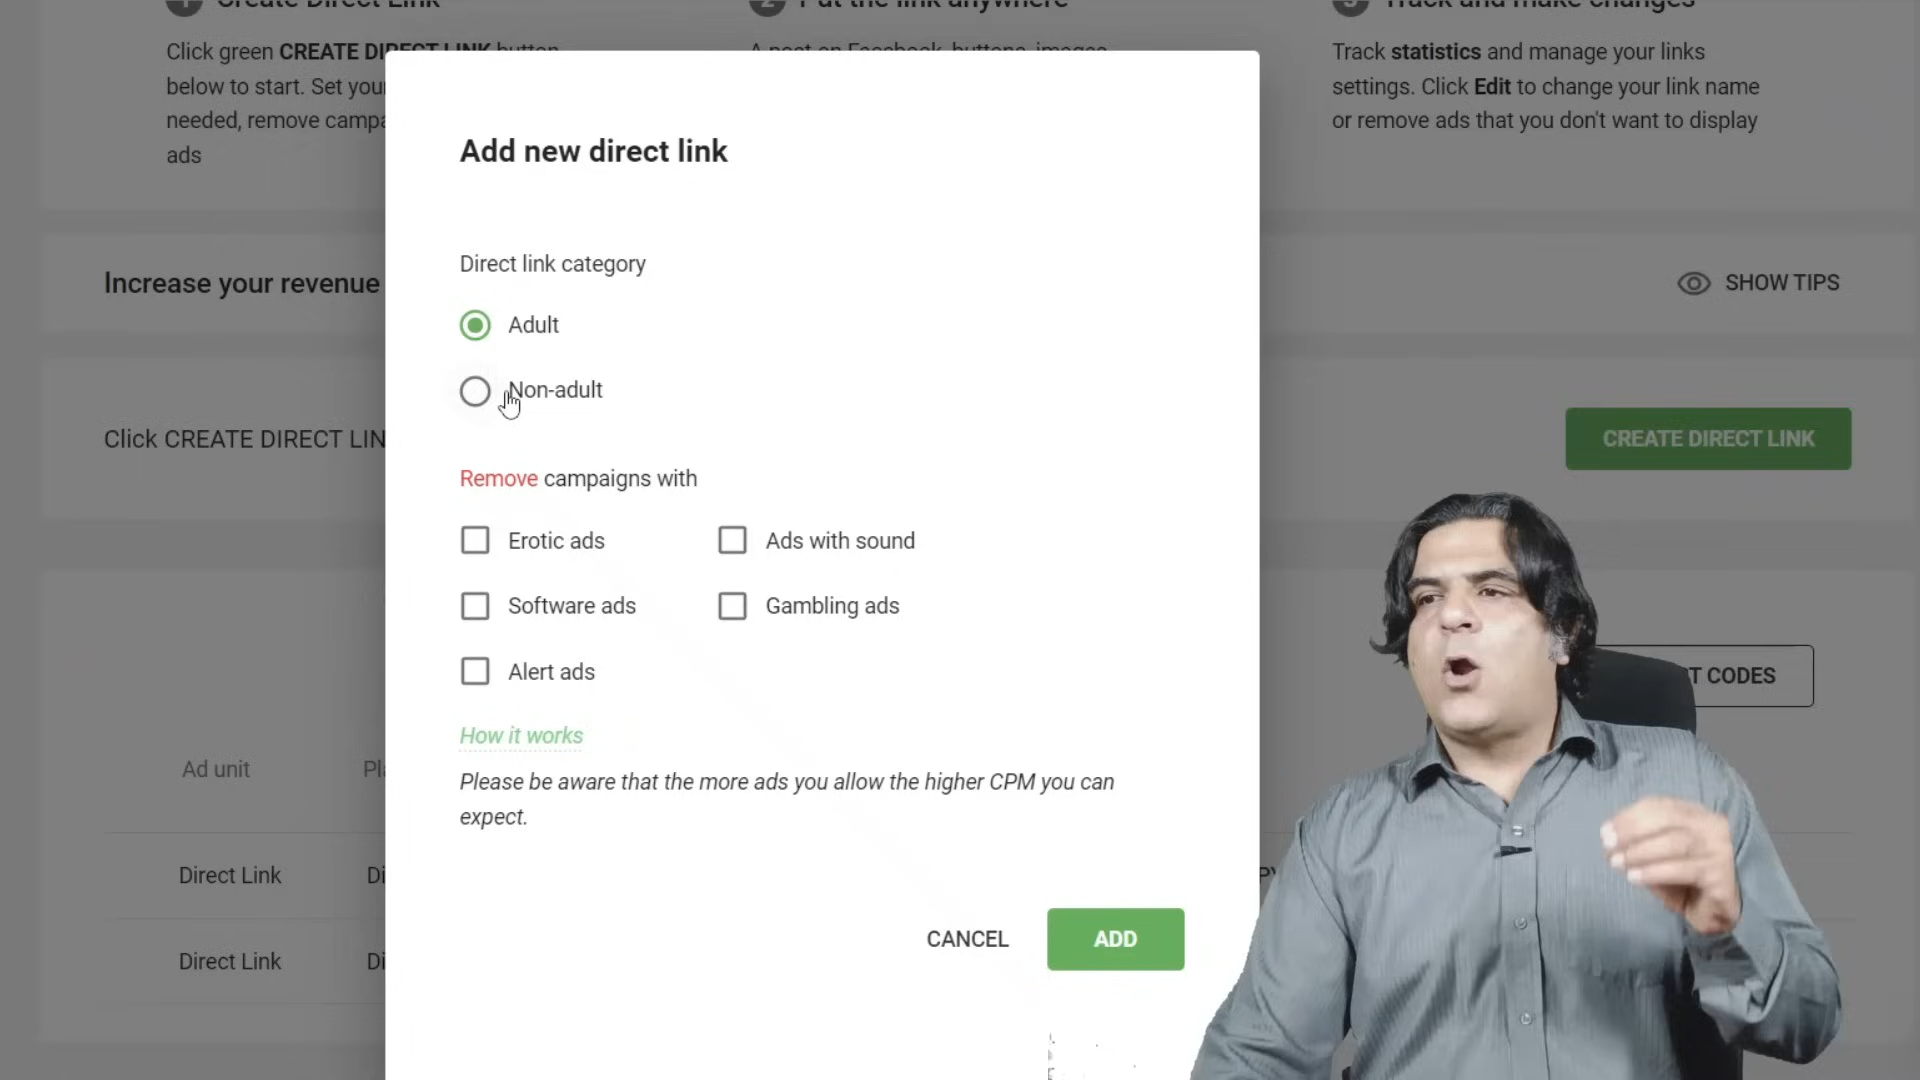 Create Direct Link
Click green CREATE DIRECT LINK button
below to start. Set your
needed, remove campa
ads
2 Put the link anywhere
A post on Facebook, buttons, images,
3 Track and make changes
Track statistics and manage your links
settings. Click Edit to change your link name
or remove ads that you don't want to display
Increase your revenue
SHOW TIPS
Click CREATE DIRECT LIN
CREATE DIRECT LINK
T CODES
Ad unit
Pl
Direct Link
Di
Direct Link
Di
Add new direct link
Direct link category
Adult
Non-adult
Remove campaigns with
Erotic ads
Ads with sound
Software ads
Gambling ads
Alert ads
How it works
Please be aware that the more ads you allow the higher CPM you can
expect.
CANCEL
ADD